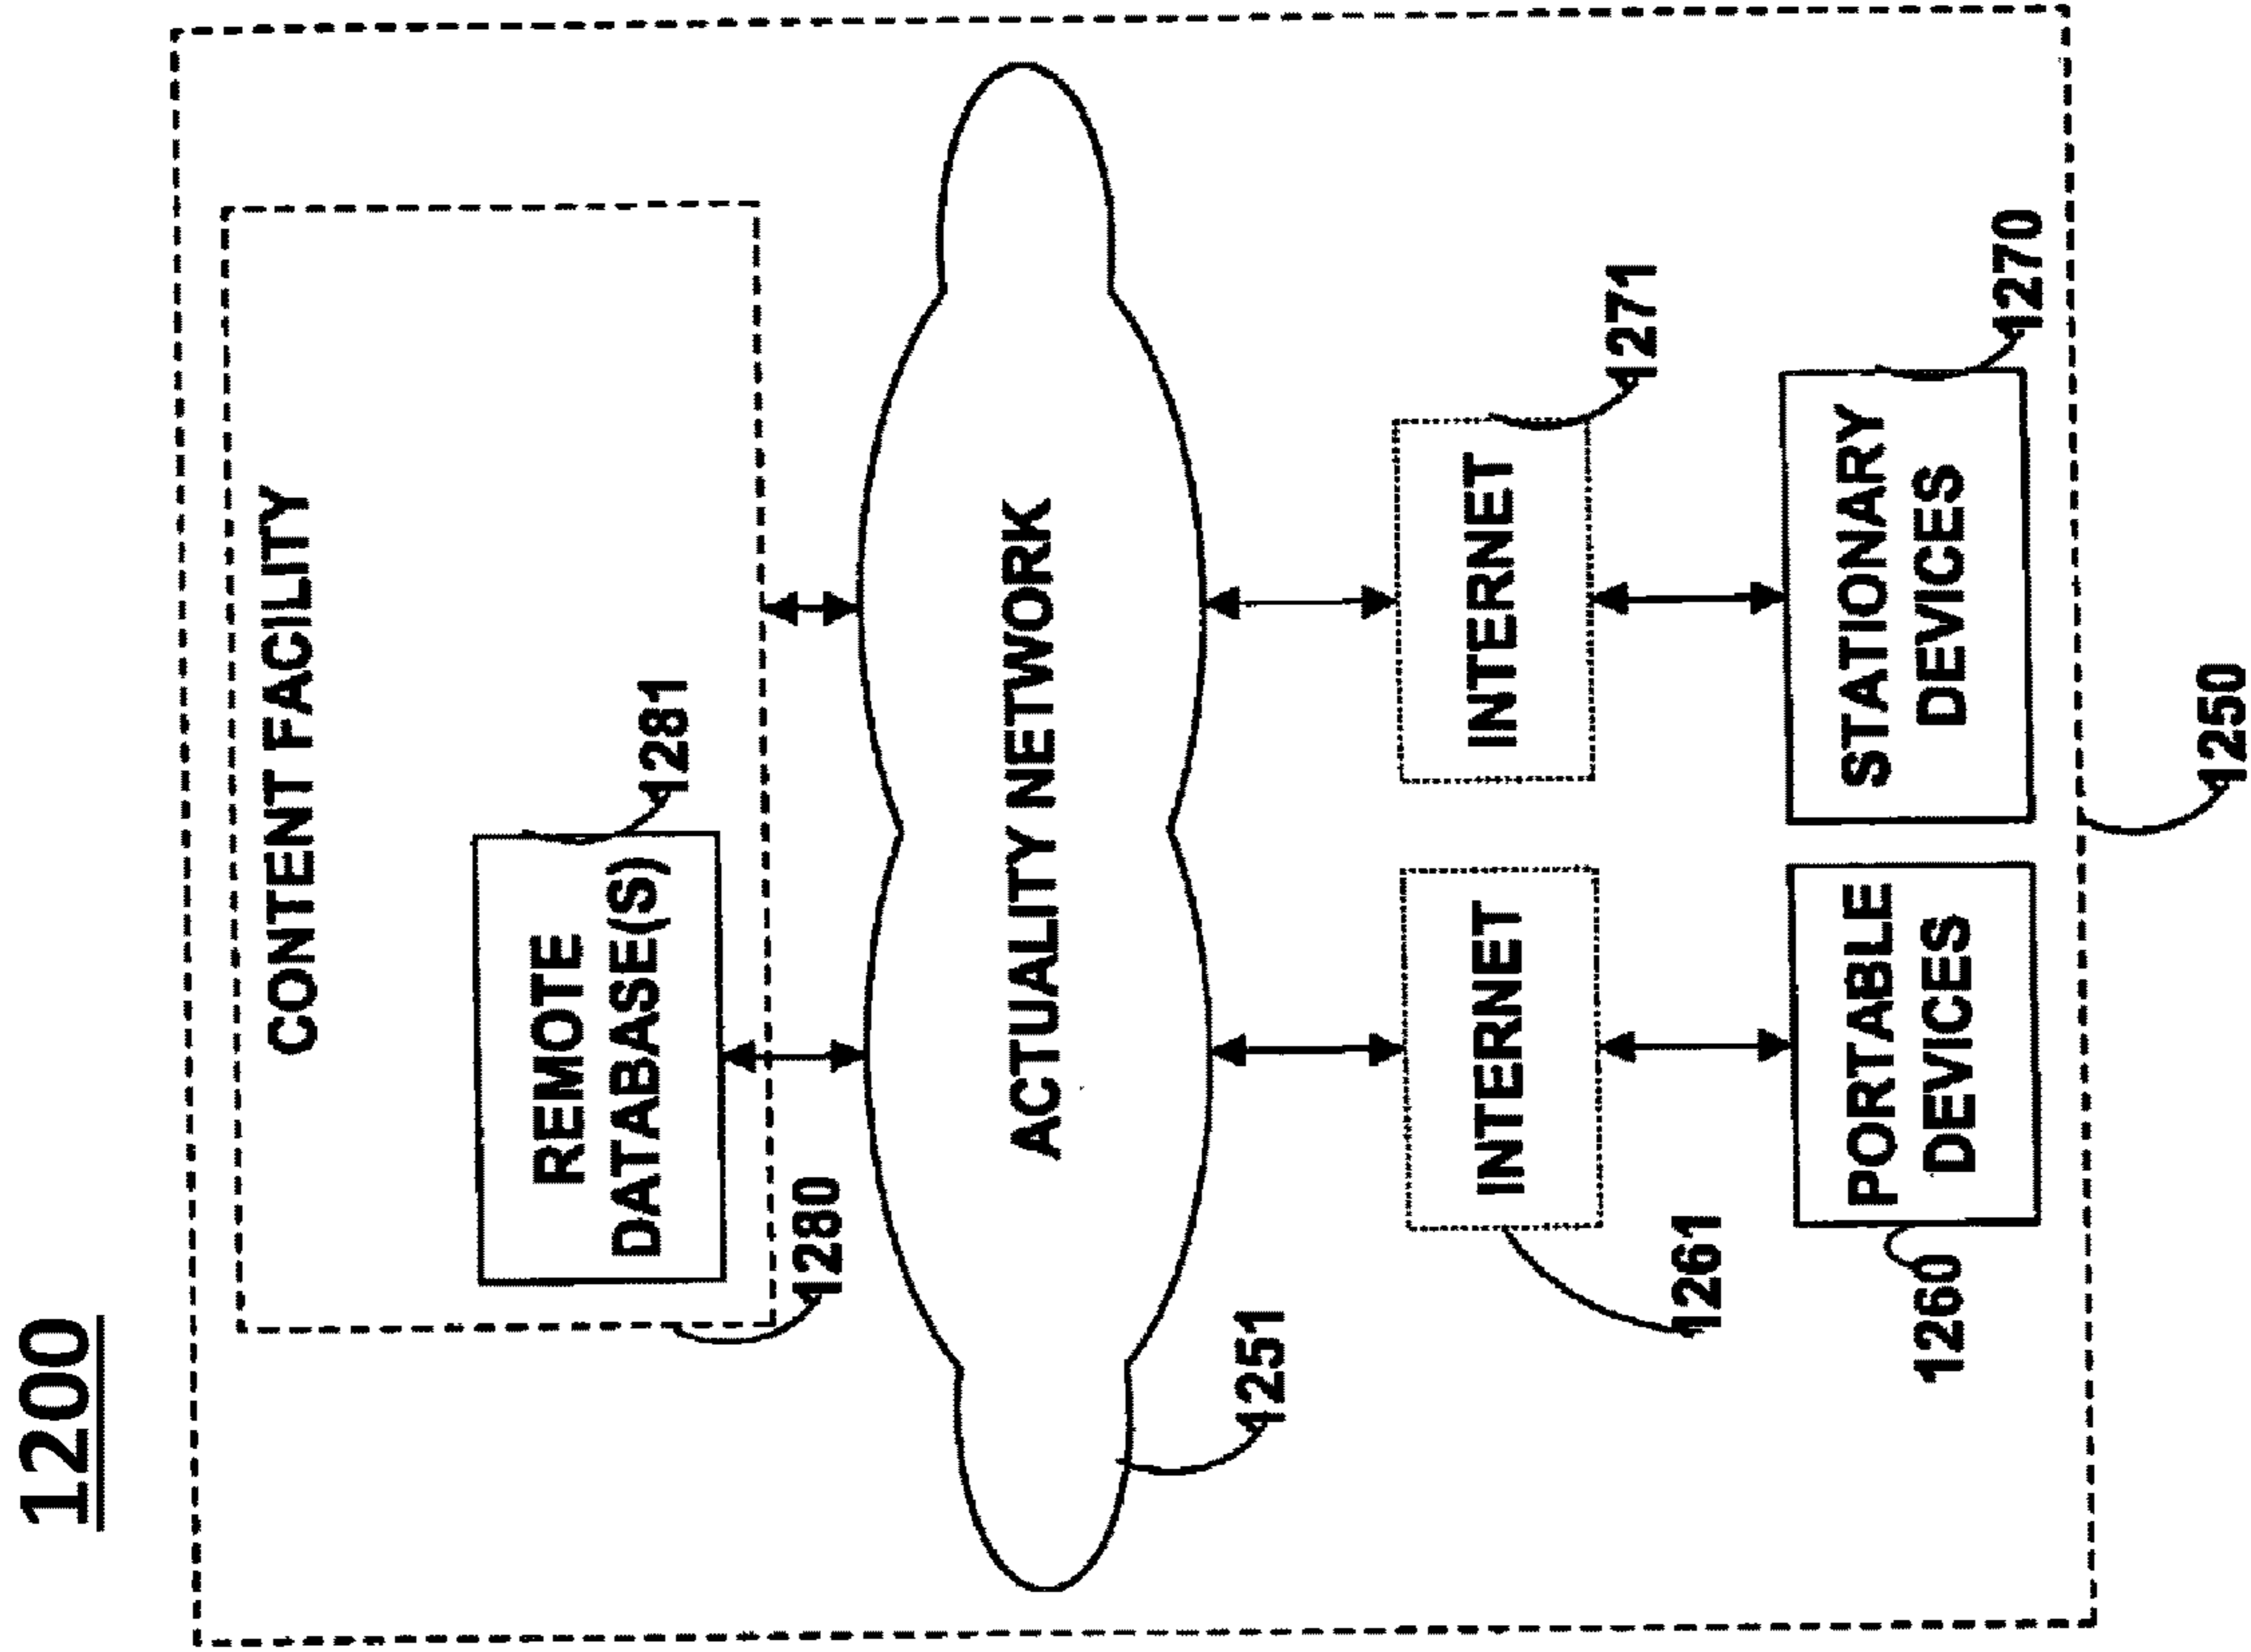 1200
CONTENT FACILITY
REMOTE
DATABASE(S)
1281
1280
ACTUALITY NETWORK
1251
INTERNET
1261
INTERNET
1271
PORTABLE
DEVICES
1260
STATIONARY
DEVICES
1270
1250